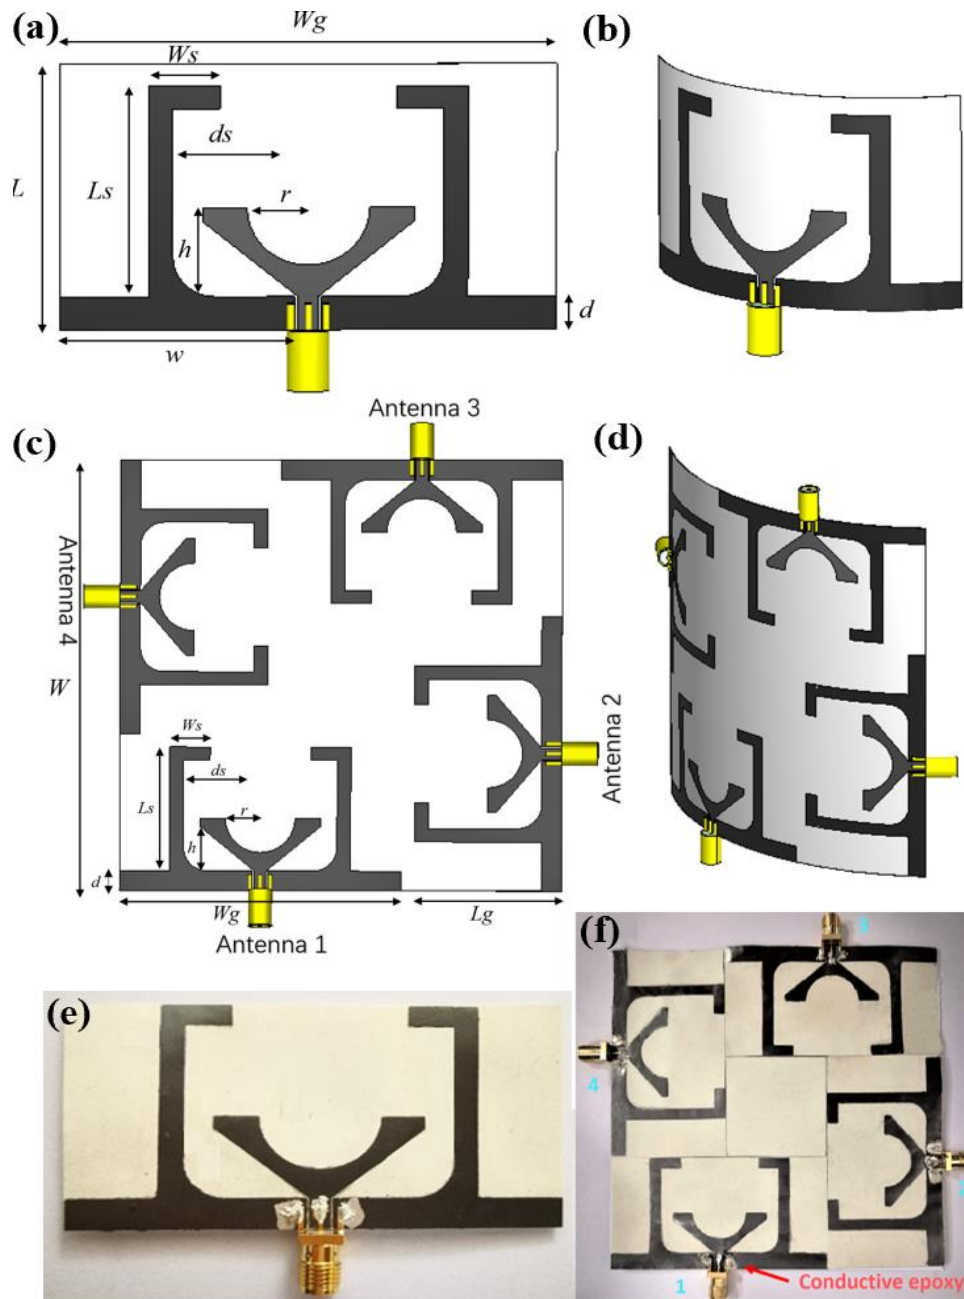 (a)
Wg
(b)
Ws
ds
L
Ls
r
h
d
w
Antenna 3
(c)
(d)
Antenna 4
W
Antenna 2
Ws
ds
Ls
r
h
d
Wg
Lg
Antenna 1
(f)
3
(e)
4
2
1
Conductive epoxy